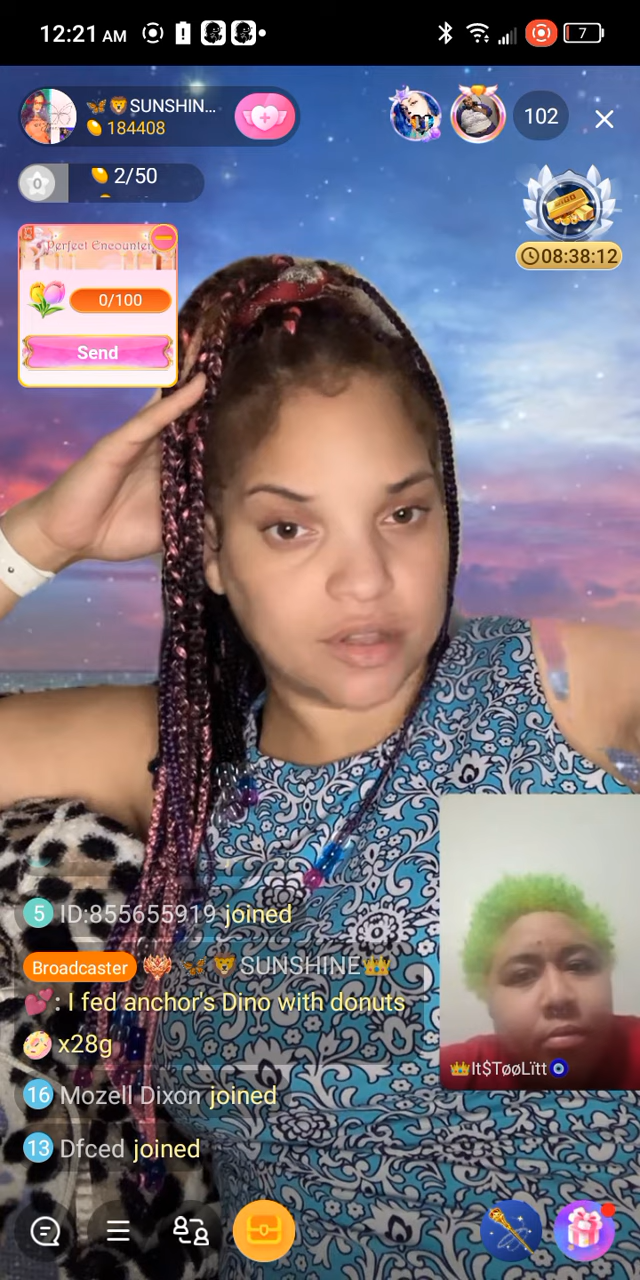 12:21 AM
7
🦋🦁SUNSHIN...
184408
102
0
2/50
08:38:12
Perfect Encounter
0/100
Send
5 ID:855655919 joined
Broadcaster 🦋🦁SUNSHINE👑
💕: I fed anchor's Dino with donuts
🍩 x28g
👑It$TøøLïtt🧿
16 Mozell Dixon joined
13 Dfced joined